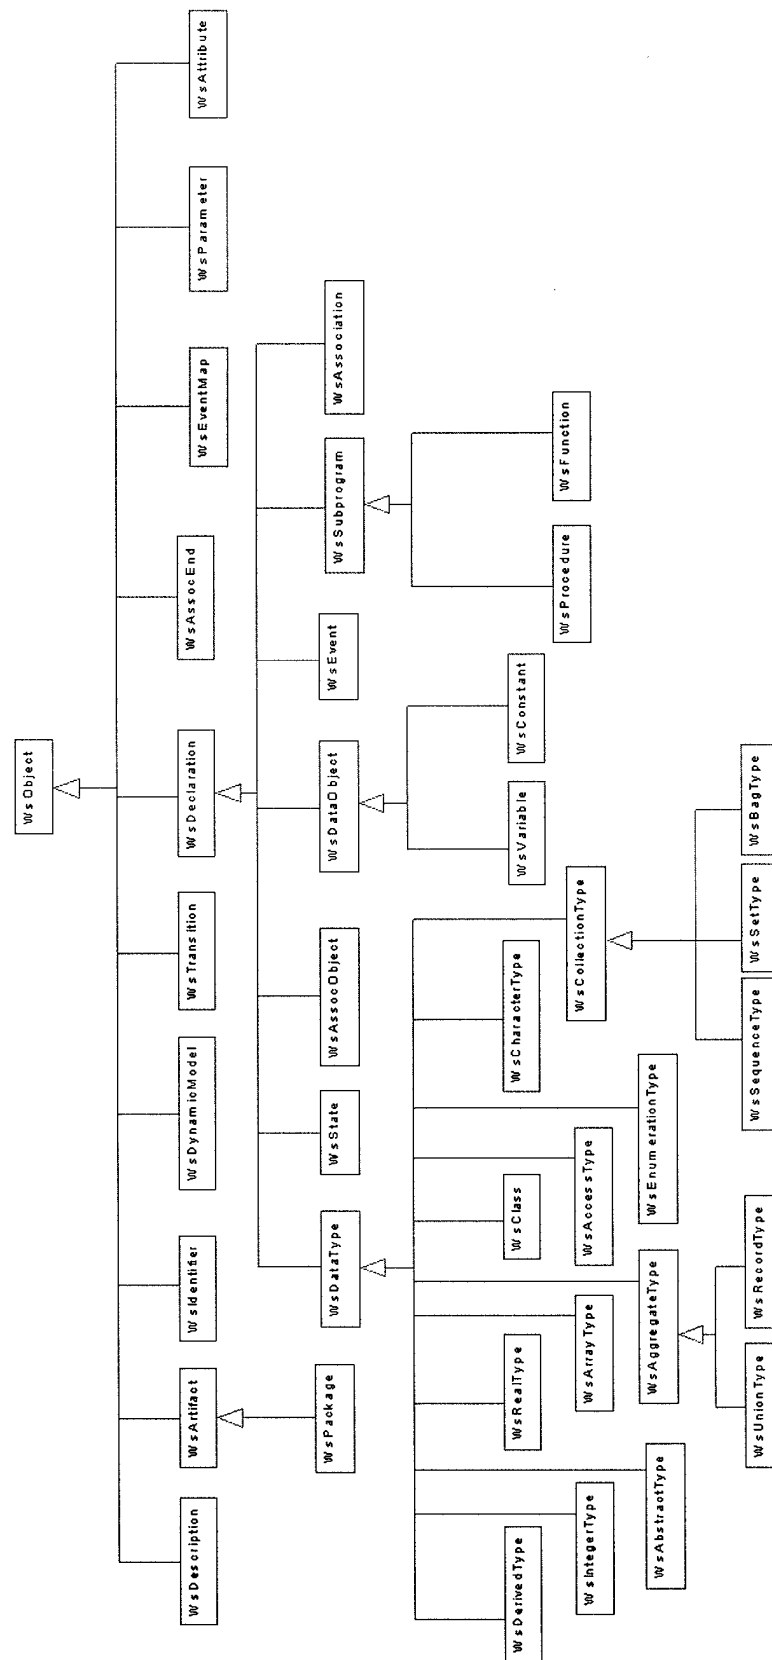 WsObject
WsDescription
WsArtifact
WsIdentifier
WsDynamicModel
WsTransition
WsDeclaration
WsAssocEnd
WsEventMap
WsParameter
WsAttribute
WsPackage
WsDataType
WsState
WsAssocObject
WsDataObject
WsEvent
WsSubprogram
WsAssociation
WsDerivedType
WsRealType
WsClass
WsCharacterType
WsVariable
WsConstant
WsProcedure
WsFunction
WsIntegerType
WsArrayType
WsAccessType
WsCollectionType
WsAbstractType
WsAggregateType
WsEnumerationType
WsUnionType
WsRecordType
WsSequenceType
WsSetType
WsBagType